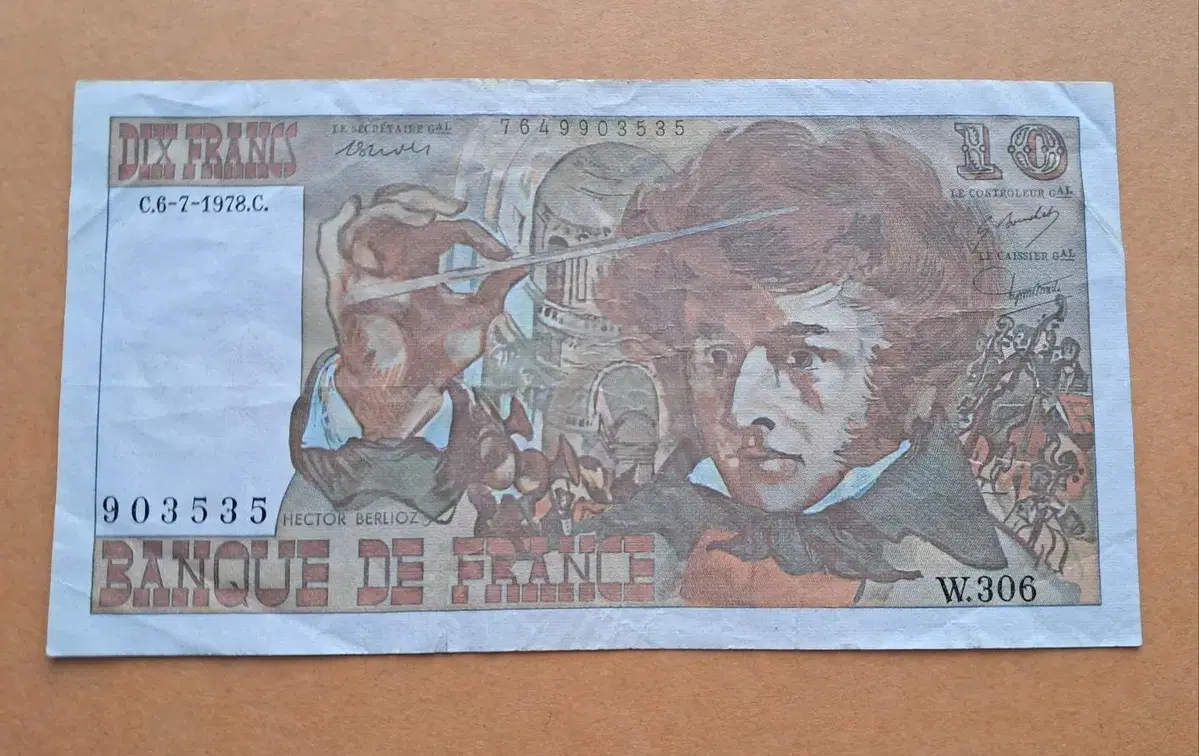 DIX FRANCS
C.6-7-1978.C.
LE SECRÉTAIRE GAL
7649903535
10
LE CONTROLEUR GAL
LE CAISSIER GAL
903535
HECTOR BERLIOZ
BANQUE DE FRANCE
W.306